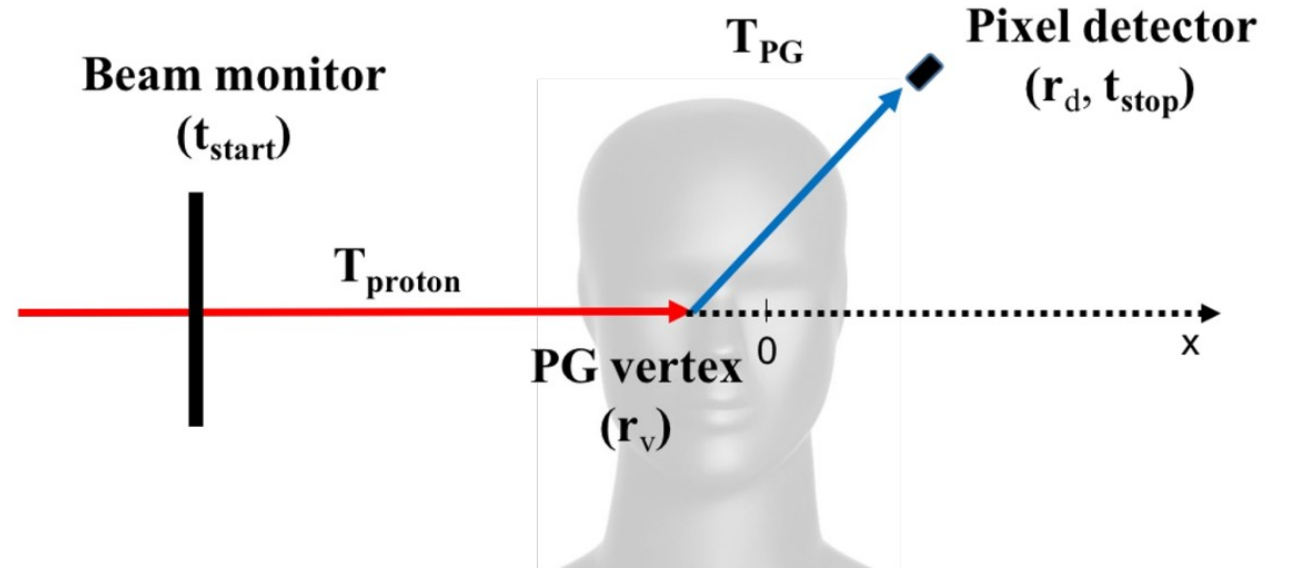 Beam monitor
(t_start)
T_proton
T_PG
Pixel detector
(r_d, t_stop)
PG vertex
(r_v)
0
x